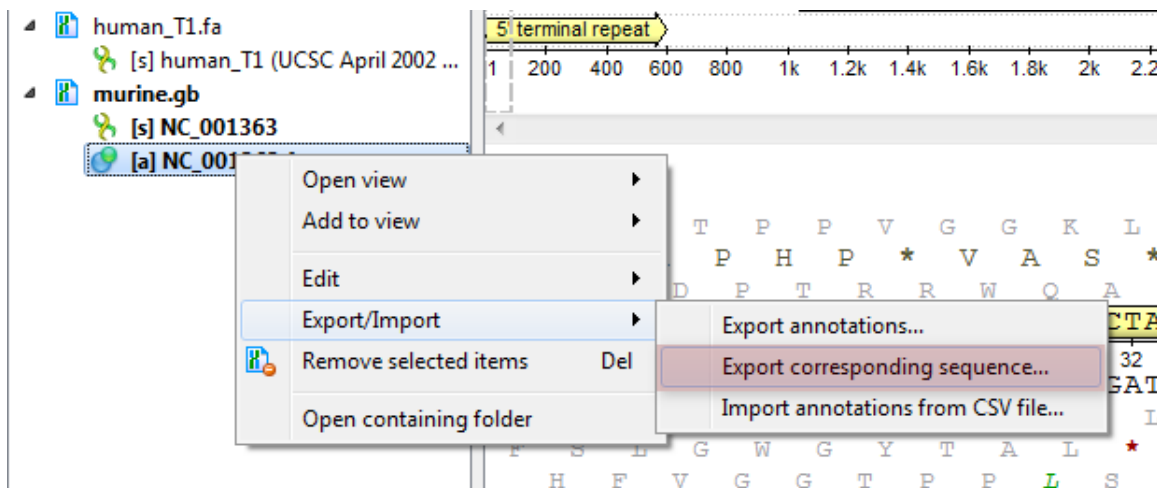 human_T1.fa
[s] human_T1 (UCSC April 2002 ...
murine.gb
[s] NC_001363
[a] NC_001
5' terminal repeat
1 200 400 600 800 1k 1.2k 1.4k 1.6k 1.8k 2k 2.2
Open view
Add to view
Edit
Export/Import
Remove selected items Del
Open containing folder
T P P V G G K L
P H P * V A S *
D P T R R W Q A
Export annotations...
Export corresponding sequence...
Import annotations from CSV file...
CTA
32
GAT
L
F S L G W G Y T A L *
H F V G G T P P L S